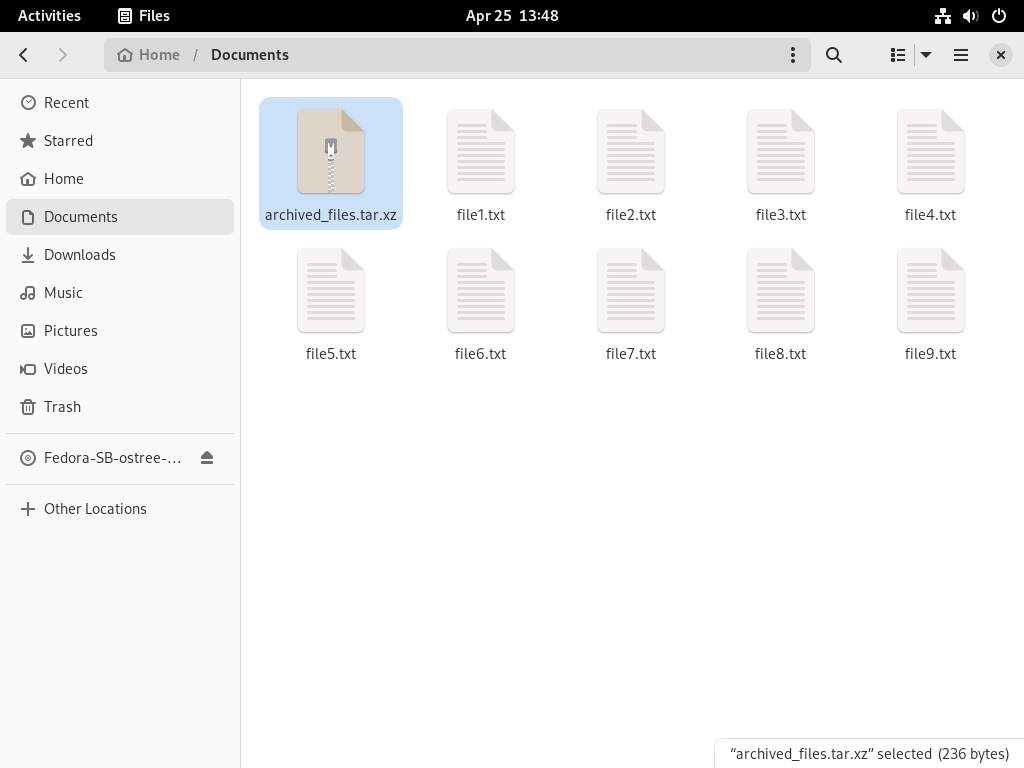 Activities Files Apr 25 13:48
Home / Documents
Recent
Starred
Home
Documents
Downloads
Music
Pictures
Videos
Trash
Fedora-SB-ostree-…
Other Locations
archived_files.tar.xz file1.txt file2.txt file3.txt file4.txt
file5.txt file6.txt file7.txt file8.txt file9.txt
“archived_files.tar.xz” selected (236 bytes)